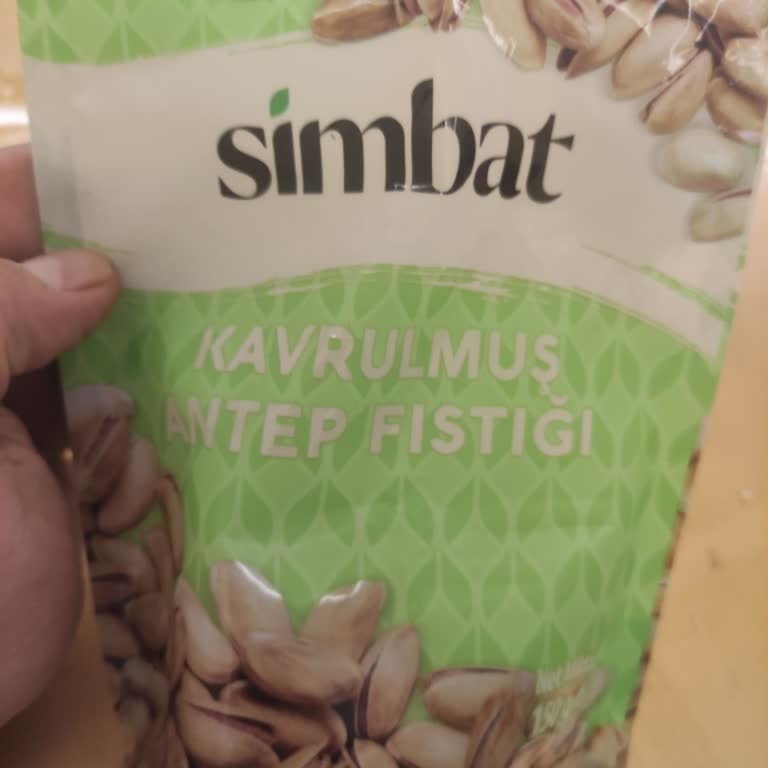 simbat
KAVRULMUŞ
ANTEP FISTIĞI